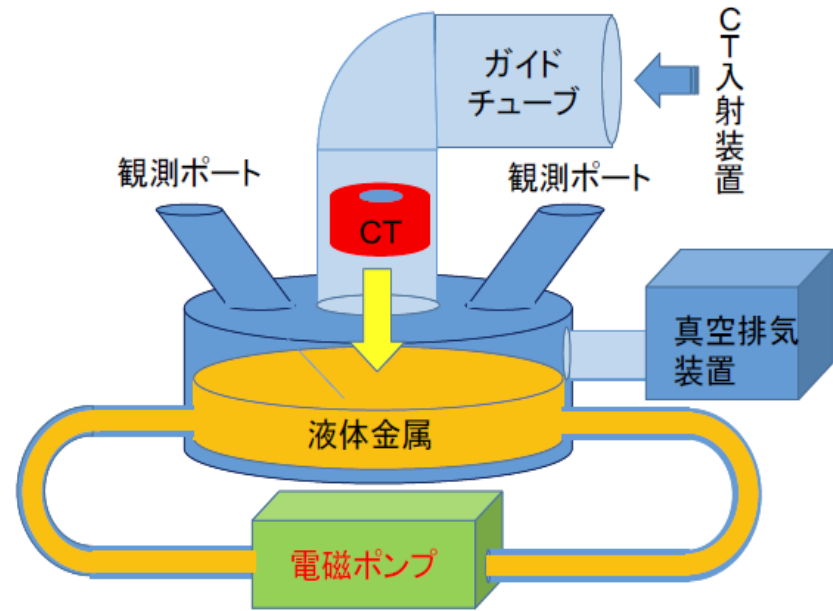 ガイド
チューブ
CT入射装置
観測ポート
観測ポート
CT
真空排気
装置
液体金属
電磁ポンプ